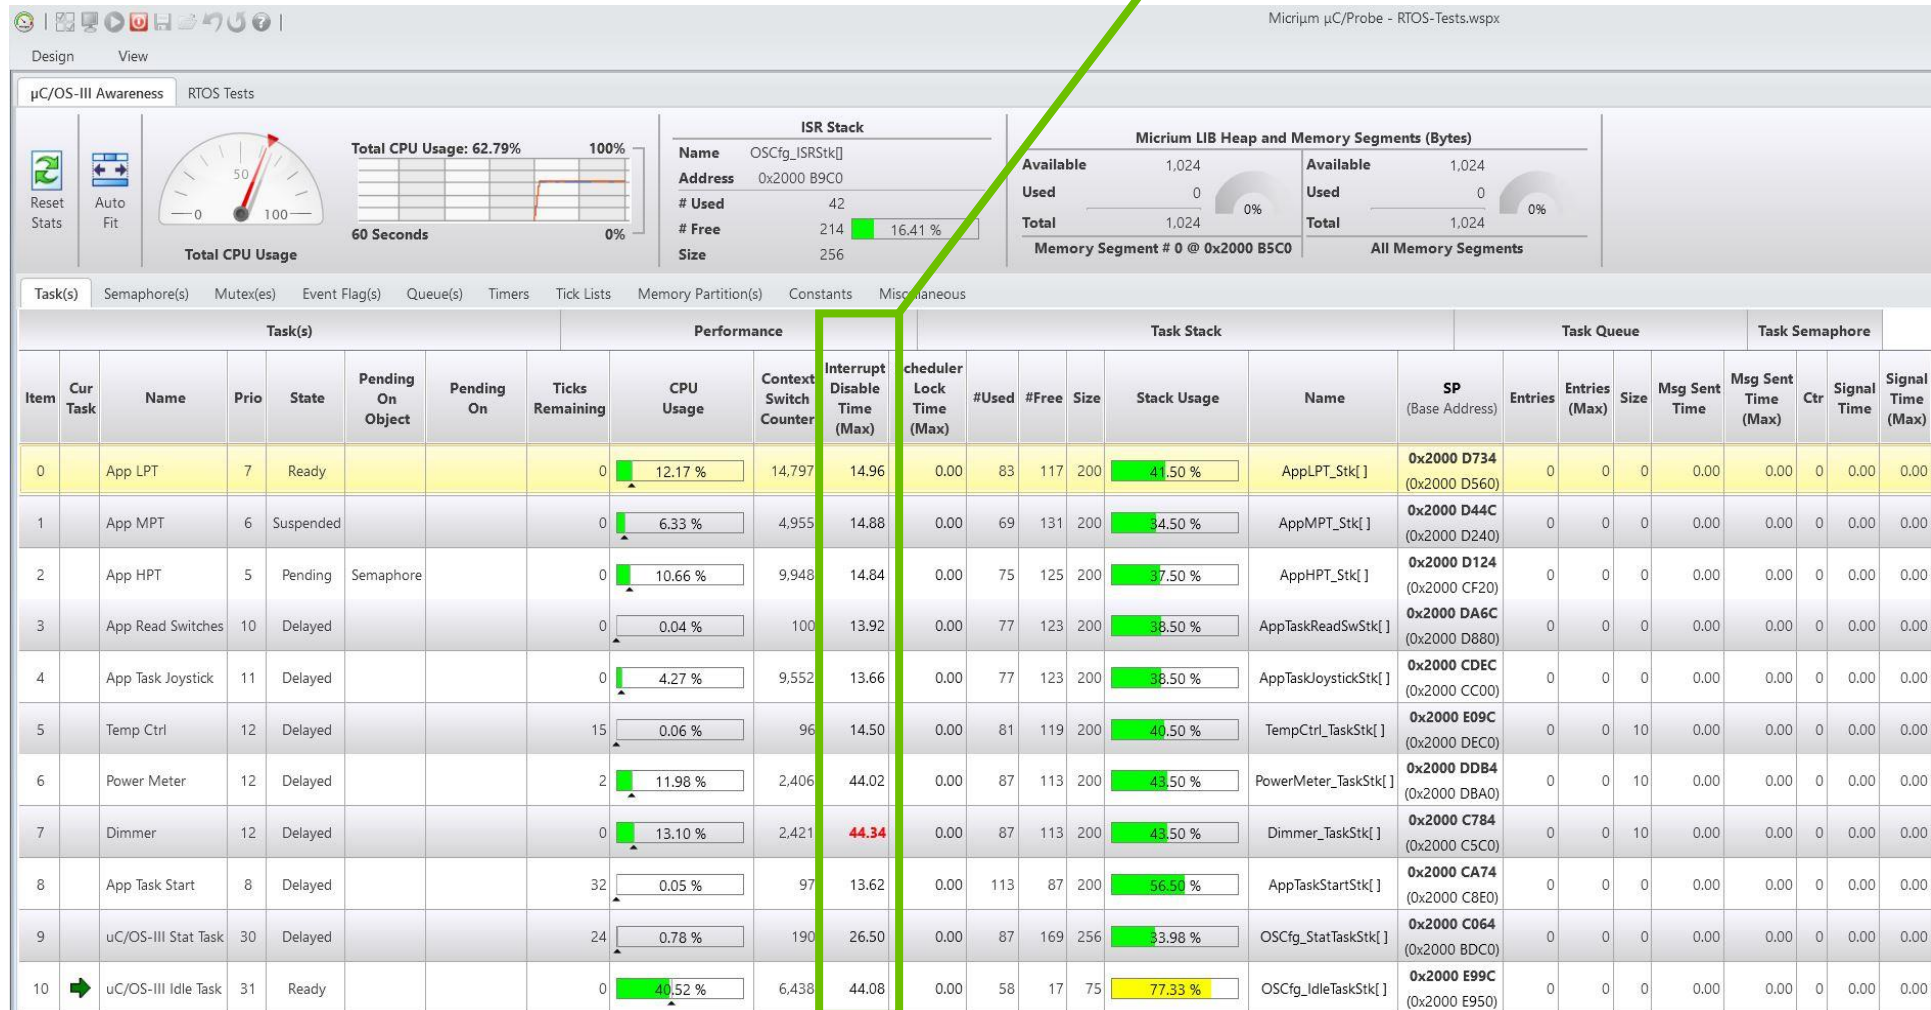 Micriµm µC/Probe - RTOS-Tests.wspx
Design View
µC/OS-III Awareness RTOS Tests
Reset Stats
Auto Fit
0 50 100
Total CPU Usage
Total CPU Usage: 62.79% 100%
60 Seconds 0%
ISR Stack
Name OSCfg_ISRStk[]
Address 0x2000 B9C0
# Used 42
# Free 214 16.41 %
Size 256
Micrium LIB Heap and Memory Segments (Bytes)
Available 1,024 Available 1,024
Used 0 0% Used 0 0%
Total 1,024 Total 1,024
Memory Segment # 0 @ 0x2000 B5C0 All Memory Segments
Task(s) Semaphore(s) Mutex(es) Event Flag(s) Queue(s) Timers Tick Lists Memory Partition(s) Constants Miscellaneous
Task(s) Performance Task Stack Task Queue Task Semaphore
Item Cur Task Name Prio State Pending On Object Pending On Ticks Remaining CPU Usage Context Switch Counter Interrupt Disable Time (Max) cheduler Lock Time (Max) #Used #Free Size Stack Usage Name SP (Base Address) Entries Entries (Max) Size Msg Sent Time Msg Sent Time (Max) Ctr Signal Time Signal Time (Max)
0 App LPT 7 Ready 0 12.17 % 14,797 14.96 0.00 83 117 200 41.50 % AppLPT_Stk[ ] 0x2000 D734 (0x2000 D560) 0 0 0 0.00 0.00 0 0.00 0.00
1 App MPT 6 Suspended 0 6.33 % 4,955 14.88 0.00 69 131 200 34.50 % AppMPT_Stk[ ] 0x2000 D44C (0x2000 D240) 0 0 0 0.00 0.00 0 0.00 0.00
2 App HPT 5 Pending Semaphore 0 10.66 % 9,948 14.84 0.00 75 125 200 37.50 % AppHPT_Stk[ ] 0x2000 D124 (0x2000 CF20) 0 0 0 0.00 0.00 0 0.00 0.00
3 App Read Switches 10 Delayed 0 0.04 % 100 13.92 0.00 77 123 200 38.50 % AppTaskReadSwStk[ ] 0x2000 DA6C (0x2000 D880) 0 0 0 0.00 0.00 0 0.00 0.00
4 App Task Joystick 11 Delayed 0 4.27 % 9,552 13.66 0.00 77 123 200 38.50 % AppTaskJoystickStk[ ] 0x2000 CDEC (0x2000 CC00) 0 0 0 0.00 0.00 0 0.00 0.00
5 Temp Ctrl 12 Delayed 15 0.06 % 96 14.50 0.00 81 119 200 40.50 % TempCtrl_TaskStk[ ] 0x2000 E09C (0x2000 DEC0) 0 0 10 0.00 0.00 0 0.00 0.00
6 Power Meter 12 Delayed 2 11.98 % 2,406 44.02 0.00 87 113 200 43.50 % PowerMeter_TaskStk[ ] 0x2000 DDB4 (0x2000 DBA0) 0 0 10 0.00 0.00 0 0.00 0.00
7 Dimmer 12 Delayed 0 13.10 % 2,421 44.34 0.00 87 113 200 43.50 % Dimmer_TaskStk[ ] 0x2000 C784 (0x2000 C5C0) 0 0 10 0.00 0.00 0 0.00 0.00
8 App Task Start 8 Delayed 32 0.05 % 97 13.62 0.00 113 87 200 56.50 % AppTaskStartStk[ ] 0x2000 CA74 (0x2000 C8E0) 0 0 0 0.00 0.00 0 0.00 0.00
9 uC/OS-III Stat Task 30 Delayed 24 0.78 % 190 26.50 0.00 87 169 256 33.98 % OSCfg_StatTaskStk[ ] 0x2000 C064 (0x2000 BDC0) 0 0 0 0.00 0.00 0 0.00 0.00
10 uC/OS-III Idle Task 31 Ready 0 40.52 % 6,438 44.08 0.00 58 17 75 77.33 % OSCfg_IdleTaskStk[ ] 0x2000 E99C (0x2000 E950) 0 0 0 0.00 0.00 0 0.00 0.00